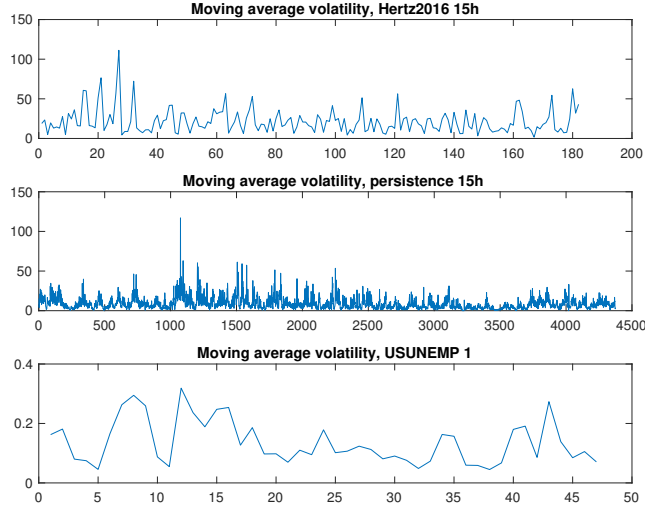 Moving average volatility, Hertz2016 15h
150
100
50
0
0 20 40 60 80 100 120 140 160 180 200
Moving average volatility, persistence 15h
150
100
50
0
0 500 1000 1500 2000 2500 3000 3500 4000 4500
Moving average volatility, USUNEMP 1
0.4
0.2
0
0 5 10 15 20 25 30 35 40 45 50